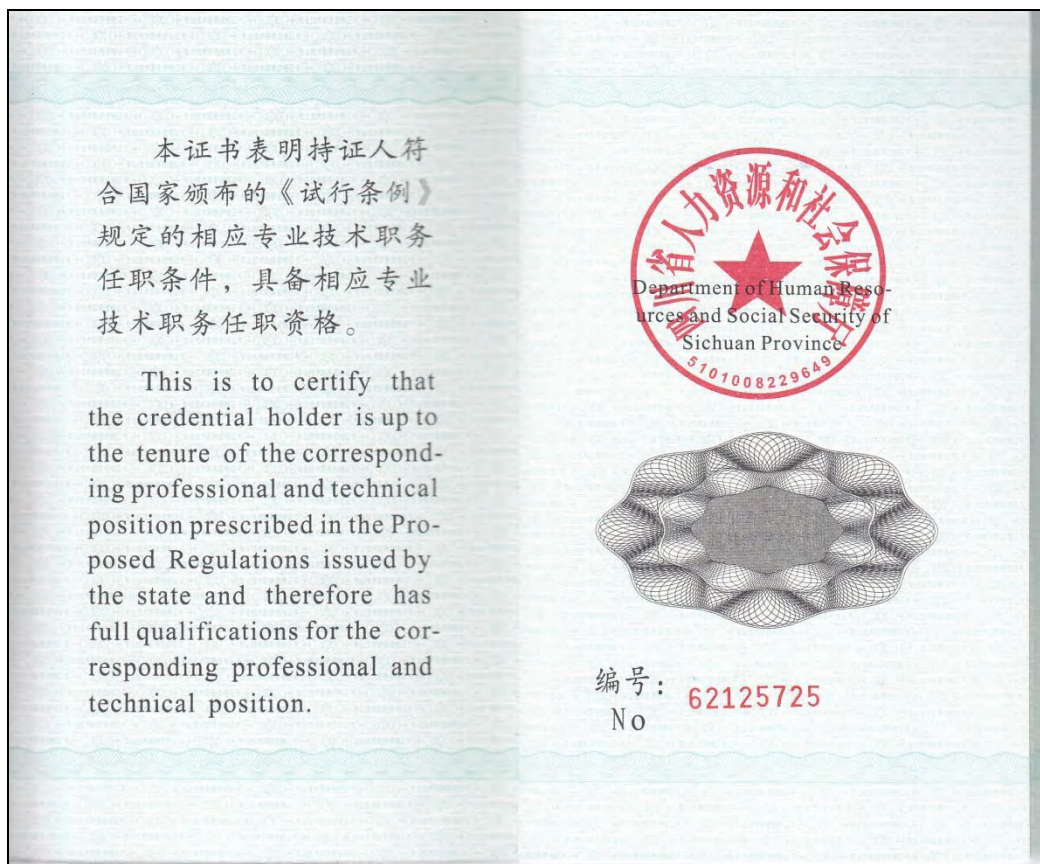 本证书表明持证人符
合国家颁布的《试行条例》
规定的相应专业技术职务
任职条件，具备相应专业
技术职务任职资格。
This is to certify that
the credential holder is up to
the tenure of the correspond-
ing professional and technical
position prescribed in the Pro-
posed Regulations issued by
the state and therefore has
full qualifications for the cor-
responding professional and
technical position.
四川省人力资源和社会保障厅
Department of Human Reso-
urces and Social Security of
Sichuan Province
5101008229649
编号：
62125725
No